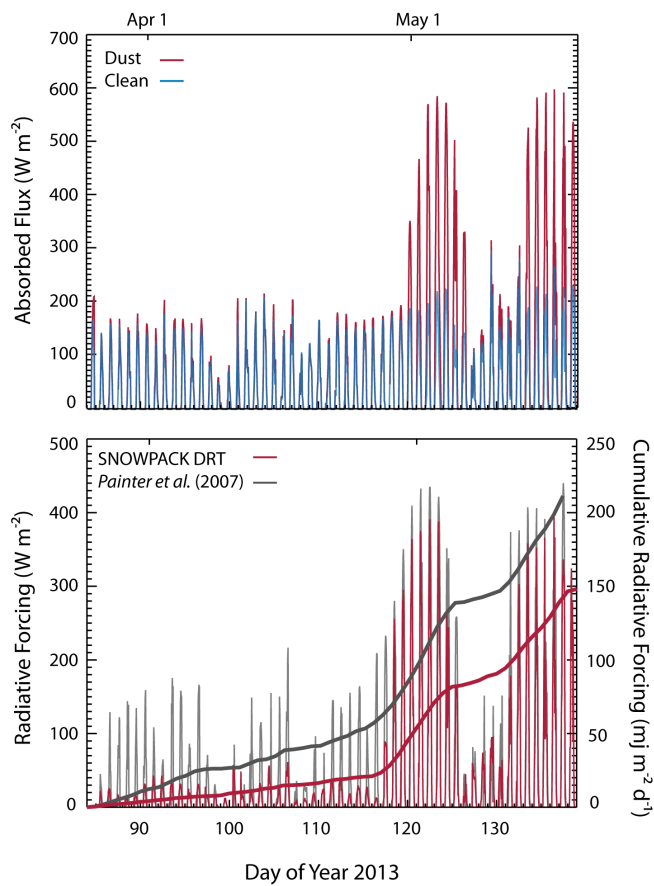 Apr 1
May 1
700
Dust
Clean
600
500
400
300
200
100
0
Absorbed Flux (W m-2)
500
250
SNOWPACK DRT
Painter et al. (2007)
400
200
300
150
200
100
100
50
0
0
Radiative Forcing (W m-2)
Cumulative Radiative
Forcing (mj m-2 d-1)
90
100
110
120
130
Day of Year 2013